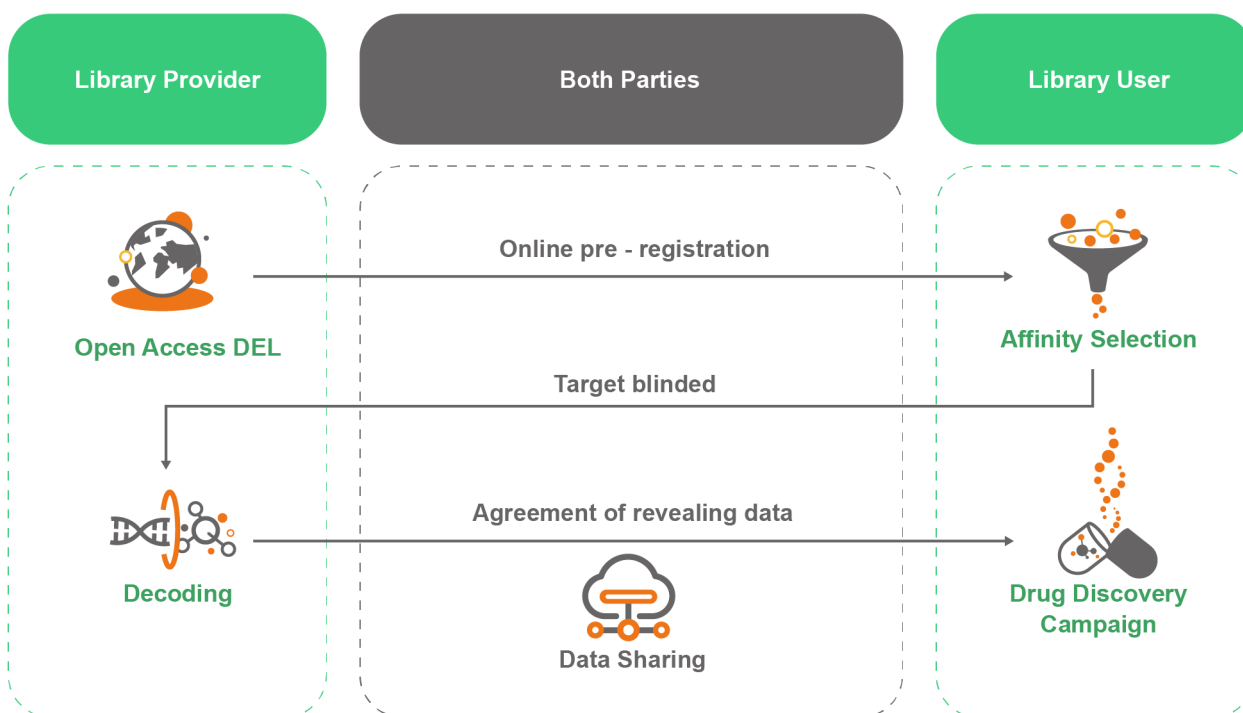 Library Provider
Both Parties
Library User
Online pre - registration
Open Access DEL
Affinity Selection
Target blinded
Agreement of revealing data
Decoding
Drug Discovery
Campaign
Data Sharing